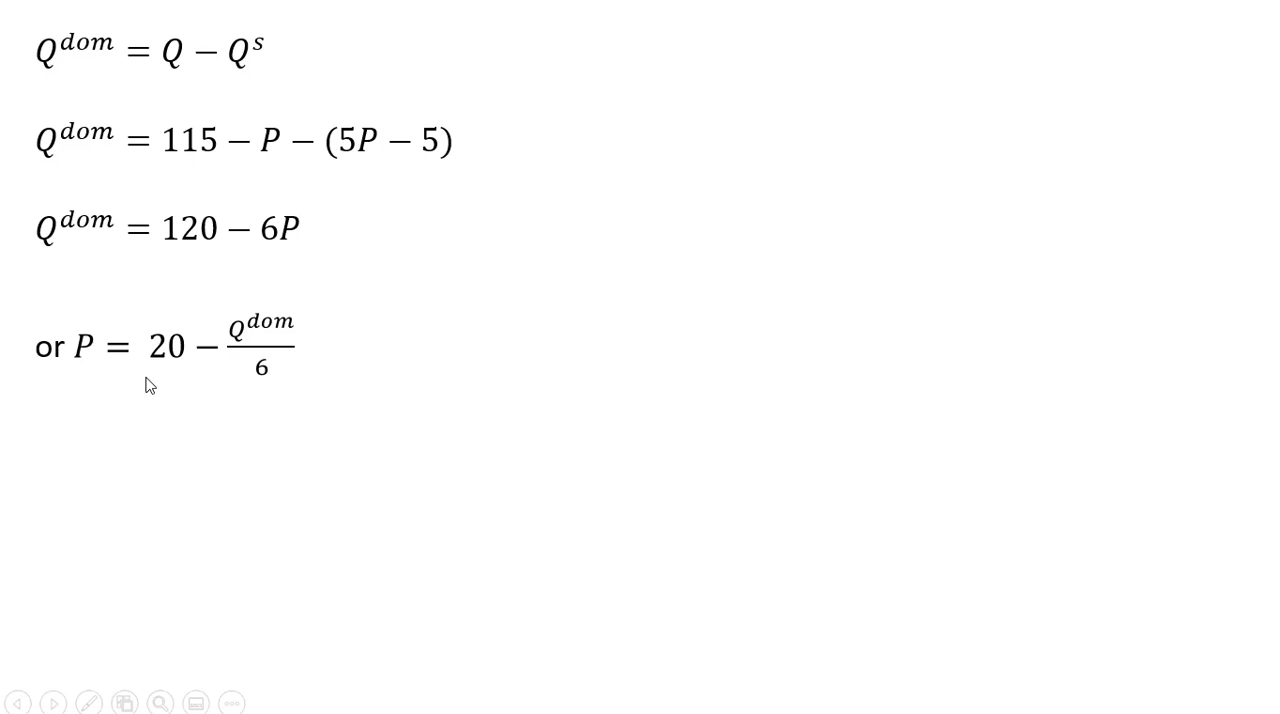 Q^dom = Q − Q^s
Q^dom = 115 − P − (5P − 5)
Q^dom = 120 − 6P
or P = 20 − Q^dom/6